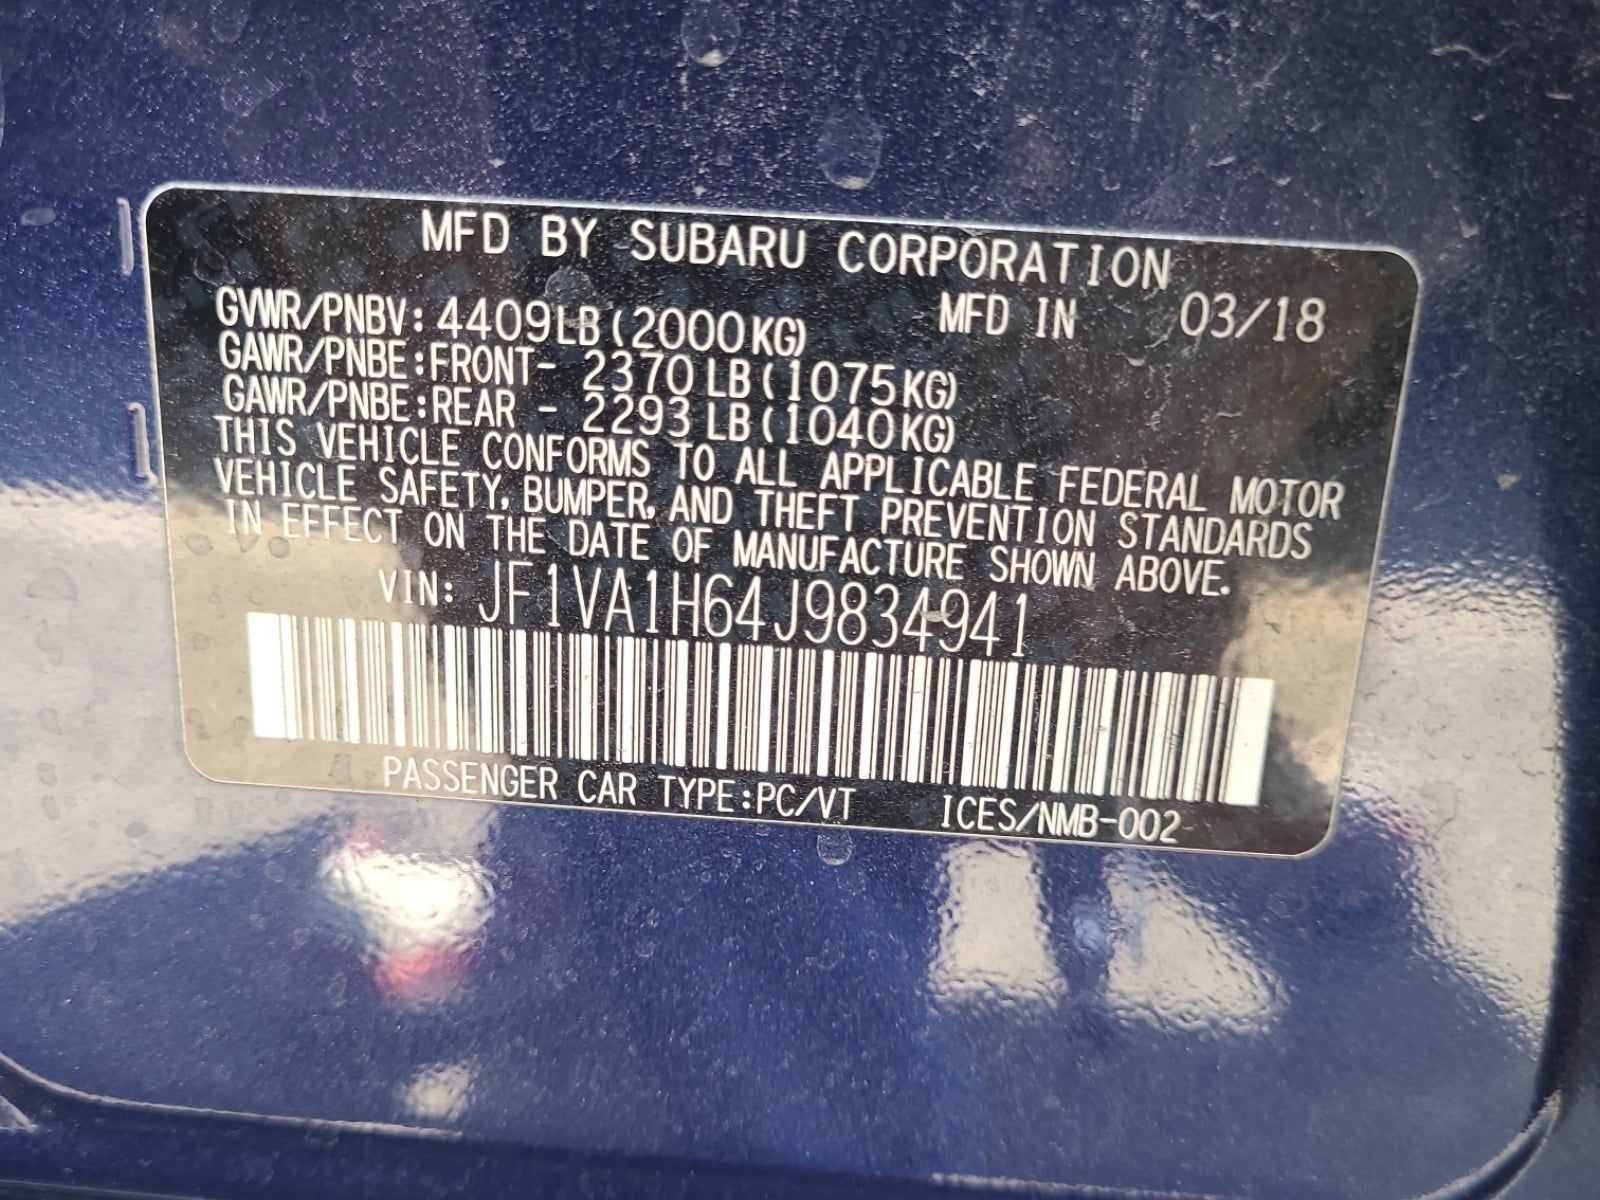 MFD BY SUBARU CORPORATION
GVWR/PNBV: 4409LB (2000KG) MFD IN 03/18
GAWR/PNBE:FRONT- 2370 LB (1075KG)
GAWR/PNBE:REAR - 2293 LB (1040KG)
THIS VEHICLE CONFORMS TO ALL APPLICABLE FEDERAL MOTOR
VEHICLE SAFETY, BUMPER, AND THEFT PREVENTION STANDARDS
IN EFFECT ON THE DATE OF MANUFACTURE SHOWN ABOVE.
VIN: JF1VA1H64J9834941
PASSENGER CAR TYPE:PC/VT ICES/NMB-002